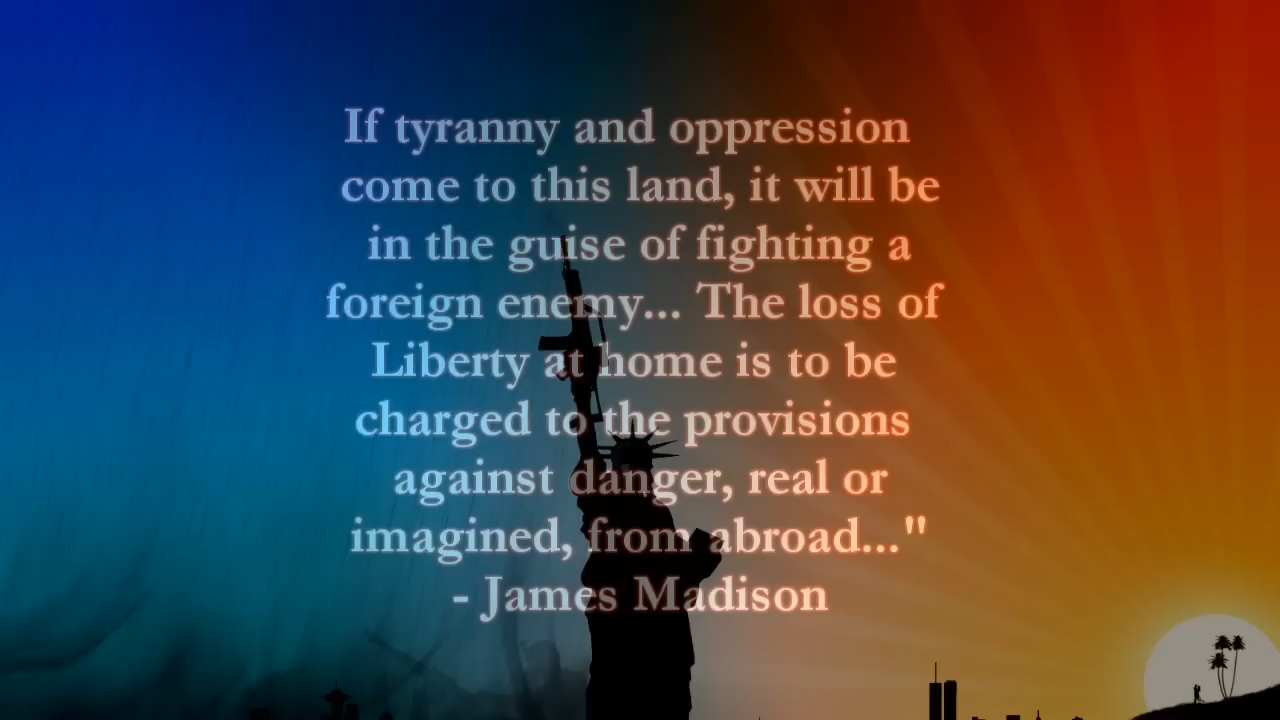 If tyranny and oppression
come to this land, it will be
in the guise of fighting a
foreign enemy... The loss of
Liberty at home is to be
charged to the provisions
against danger, real or
imagined, from abroad..."
- James Madison